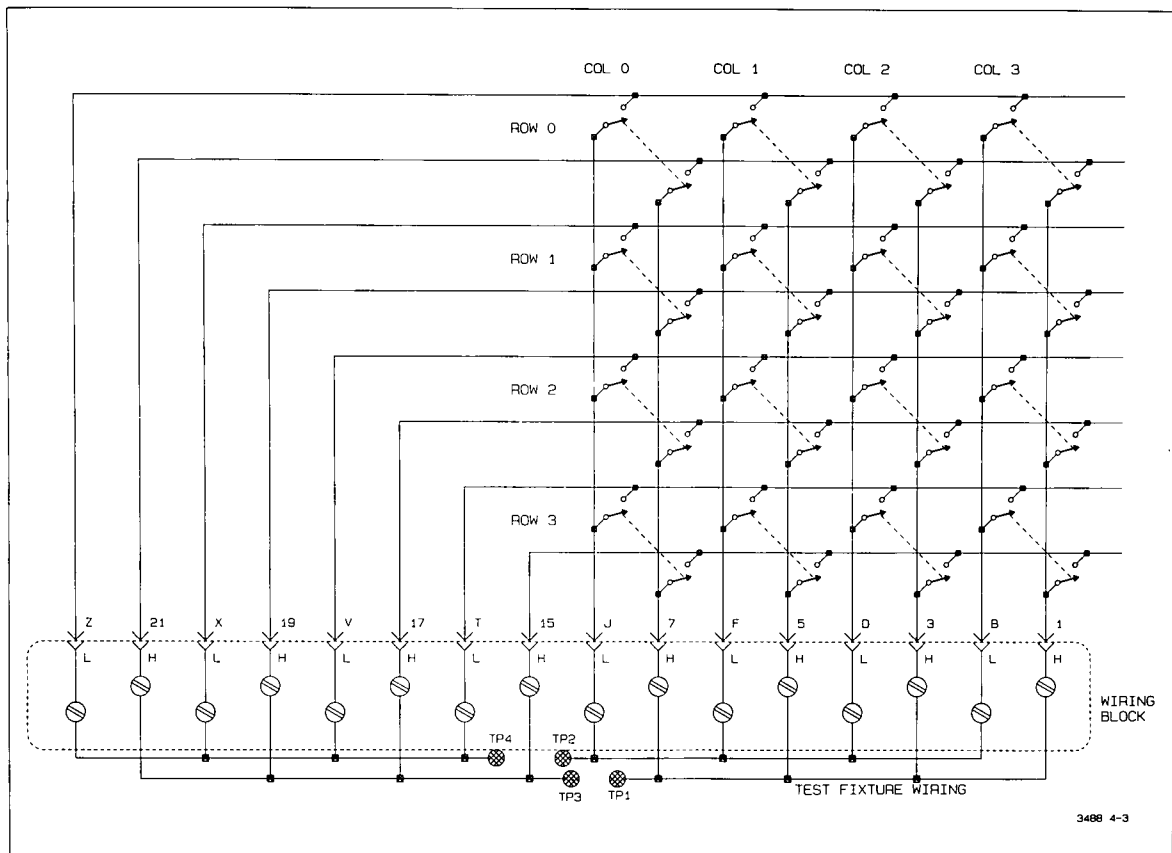 COL 0 COL 1 COL 2 COL 3
ROW 0
ROW 1
ROW 2
ROW 3
Z 21 X 19 V 17 T 15 J 7 F 5 D 3 B 1
L H L H L H L H L H L H L H L H
WIRING
BLOCK
TP4 TP2
TP3 TP1
TEST FIXTURE WIRING
3488 4-3